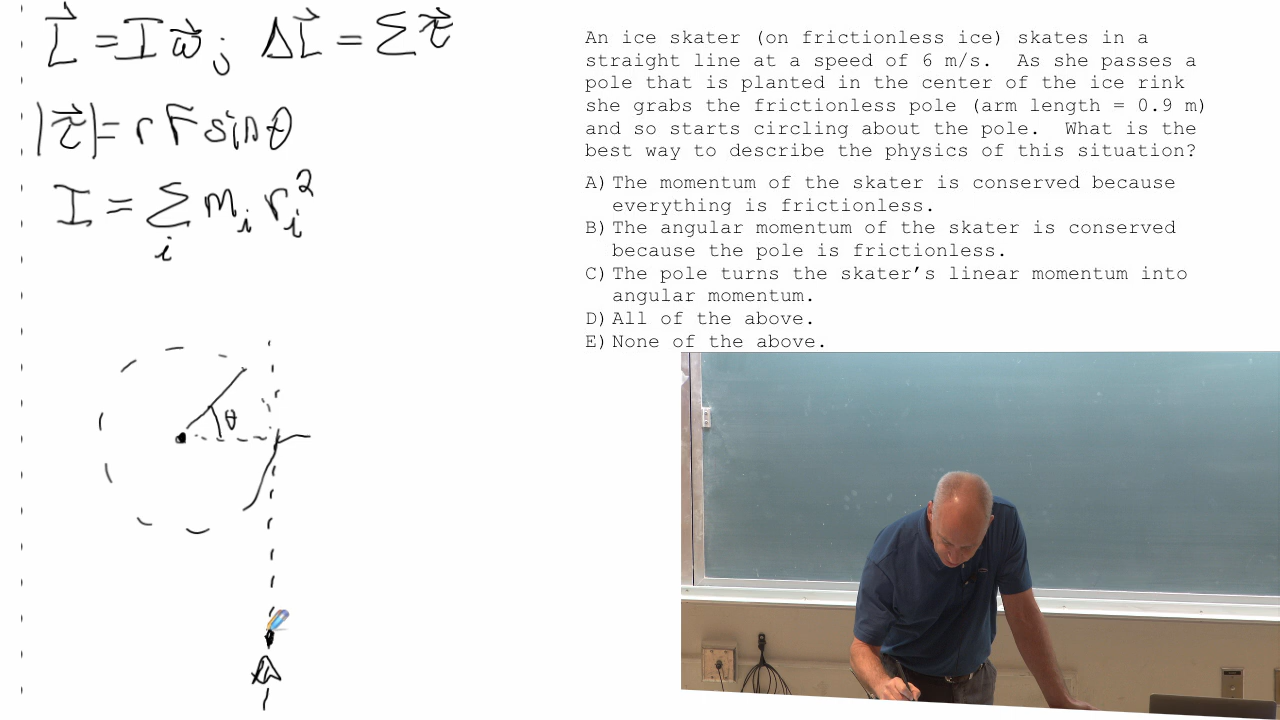 L⃗ = I ω⃗ ; ΔL⃗ = Σ τ⃗
|τ⃗| = r F sin θ
I = Σ_i m_i r_i^2
θ
An ice skater (on frictionless ice) skates in a
straight line at a speed of 6 m/s. As she passes a
pole that is planted in the center of the ice rink
she grabs the frictionless pole (arm length = 0.9 m)
and so starts circling about the pole. What is the
best way to describe the physics of this situation?
A) The momentum of the skater is conserved because
everything is frictionless.
B) The angular momentum of the skater is conserved
because the pole is frictionless.
C) The pole turns the skater’s linear momentum into
angular momentum.
D) All of the above.
E) None of the above.